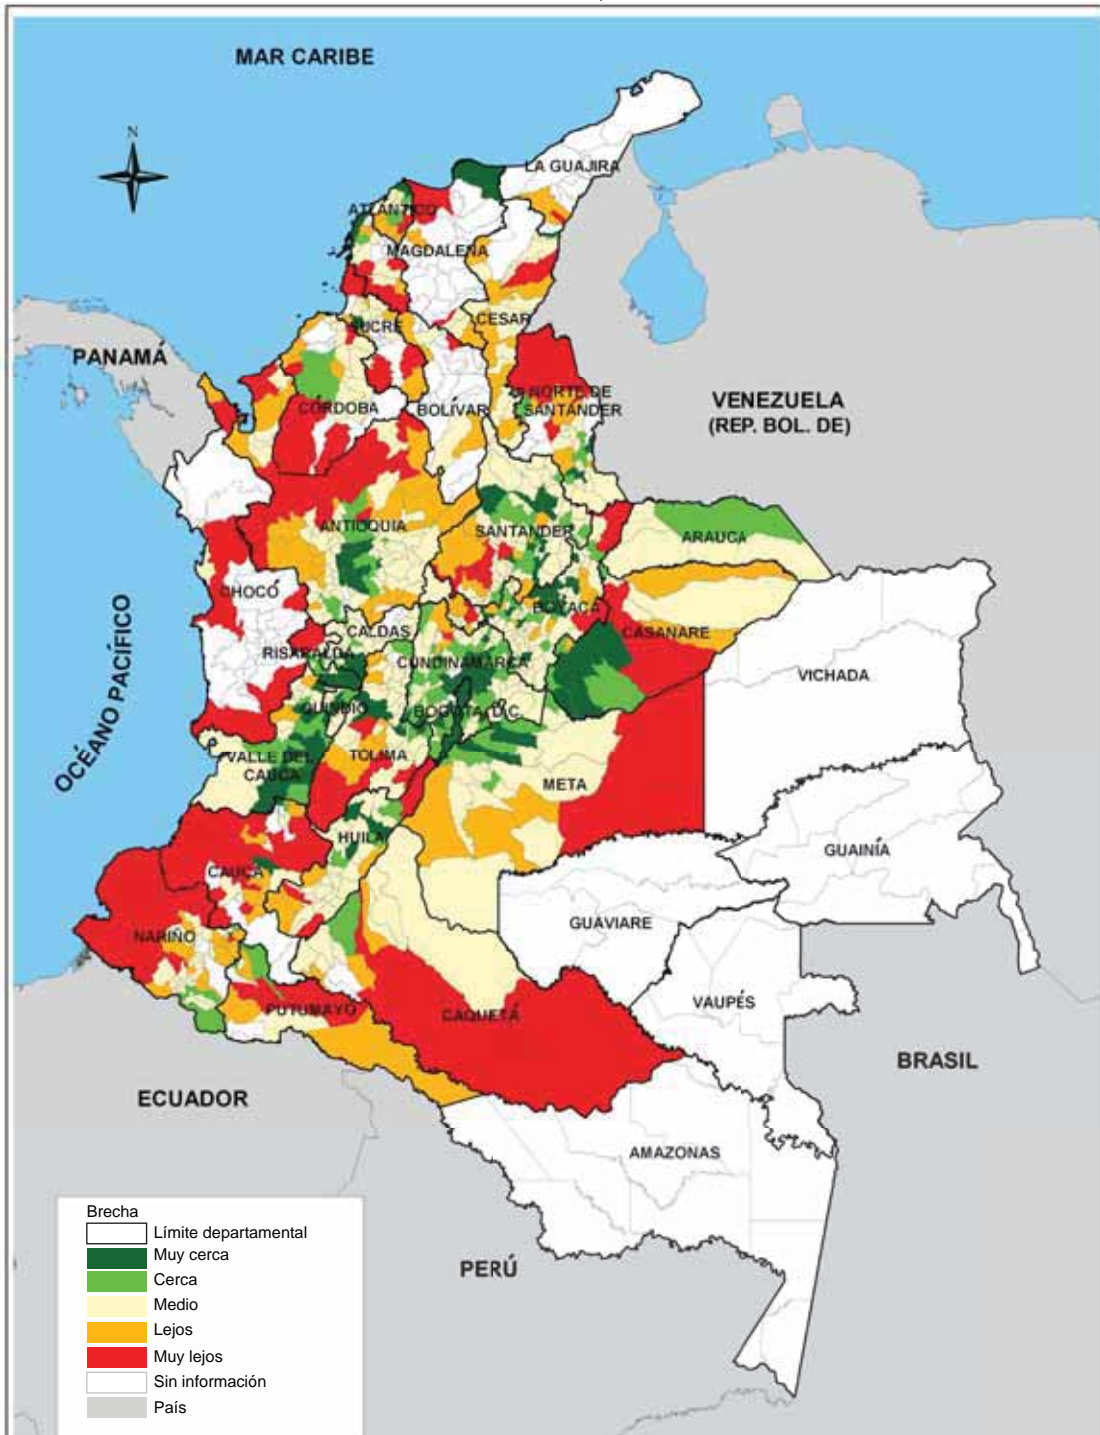 MAR CARIBE
N
LA GUAJIRA
ATLÁNTICO
MAGDALENA
CESAR
SUCRE
PANAMÁ
NORTE DE
SANTANDER
VENEZUELA
(REP. BOL. DE)
CÓRDOBA
BOLÍVAR
ANTIOQUIA
SANTANDER
ARAUCA
CHOCÓ
BOYACÁ
CALDAS
CASANARE
RISARALDA
CUNDINAMARCA
VICHADA
OCÉANO PACÍFICO
QUINDIO
BOGOTÁ, D.C.
VALLE DEL
CAUCA
TOLIMA
META
HUILA
GUAINÍA
CAUCA
GUAVIARE
NARIÑO
VAUPÉS
PUTUMAYO
CAQUETÁ
BRASIL
ECUADOR
AMAZONAS
PERÚ
Brecha
Límite departamental
Muy cerca
Cerca
Medio
Lejos
Muy lejos
Sin información
País